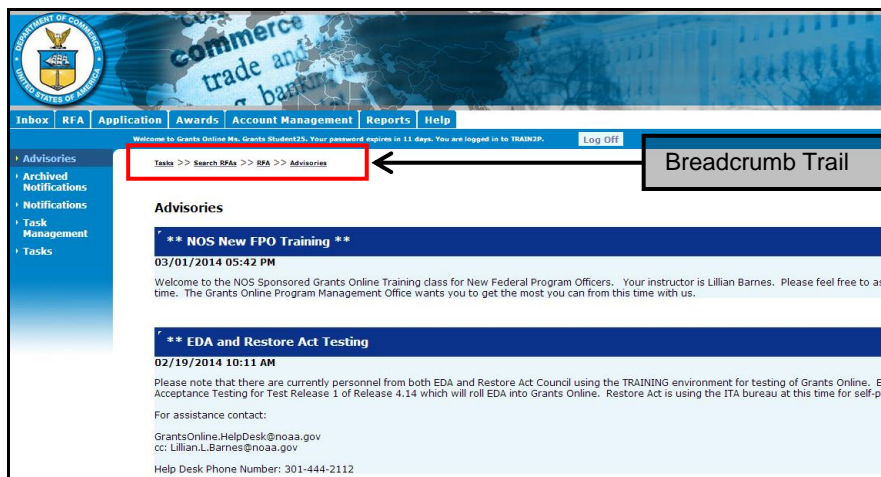 DEPARTMENT OF COMMERCE
UNITED STATES OF AMERICA
commerce
trade and
banking
Inbox RFA Application Awards Account Management Reports Help
Welcome to Grants Online Ms. Grants Student25. Your password expires in 11 days. You are logged in to TRAIN2P. Log Off
Advisories
Archived
Notifications
Notifications
Task
Management
Tasks
Tasks >> Search RFAs >> RFA >> Advisories
Breadcrumb Trail
Advisories
** NOS New FPO Training **
03/01/2014 05:42 PM
Welcome to the NOS Sponsored Grants Online Training class for New Federal Program Officers. Your instructor is Lillian Barnes. Please feel free to as
time. The Grants Online Program Management Office wants you to get the most you can from this time with us.
** EDA and Restore Act Testing
02/19/2014 10:11 AM
Please note that there are currently personnel from both EDA and Restore Act Council using the TRAINING environment for testing of Grants Online. E
Acceptance Testing for Test Release 1 of Release 4.14 which will roll EDA into Grants Online. Restore Act is using the ITA bureau at this time for self-p
For assistance contact:
GrantsOnline.HelpDesk@noaa.gov
cc: Lillian.L.Barnes@noaa.gov
Help Desk Phone Number: 301-444-2112